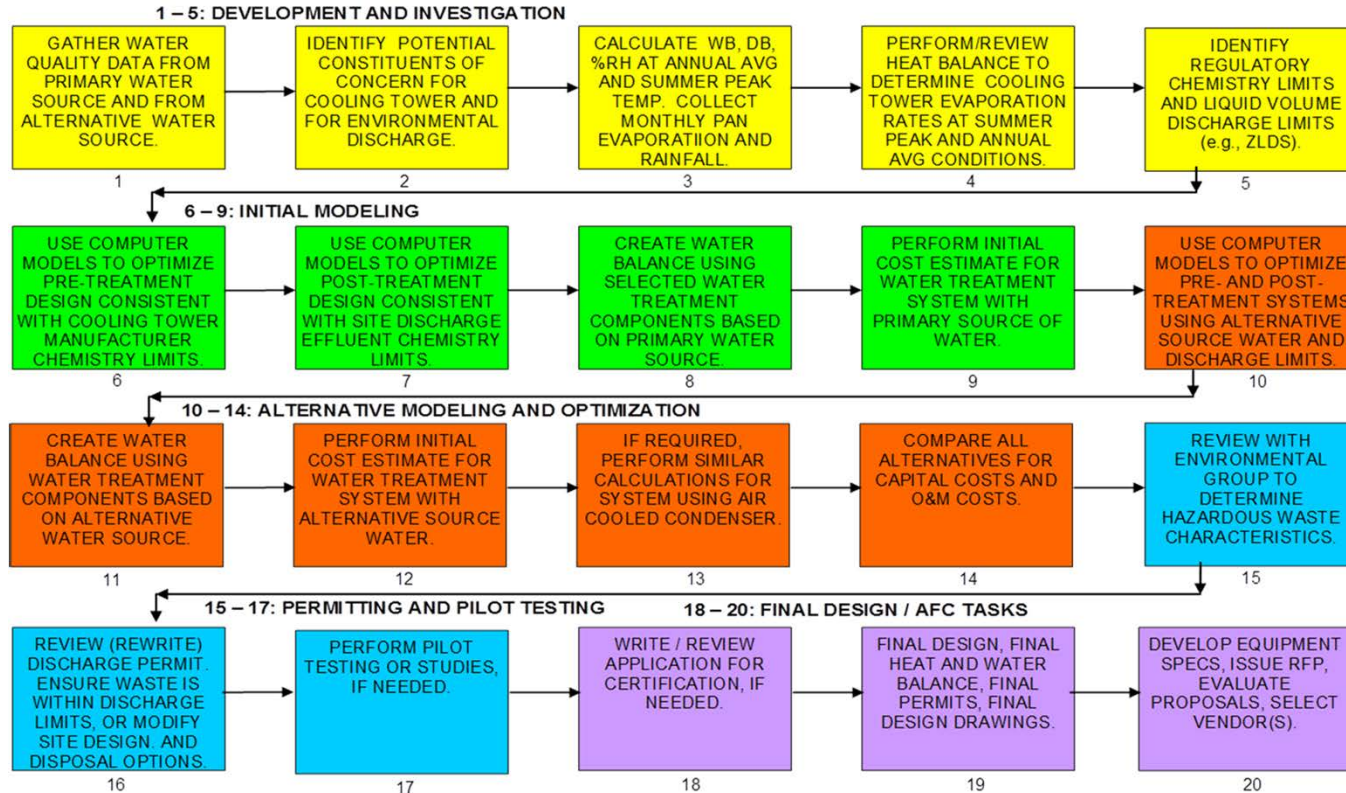 1 – 5: DEVELOPMENT AND INVESTIGATION
GATHER WATER
QUALITY DATA FROM
PRIMARY WATER
SOURCE AND FROM
ALTERNATIVE WATER
SOURCE.
1
IDENTIFY POTENTIAL
CONSTITUENTS OF
CONCERN FOR
COOLING TOWER AND
FOR ENVIRONMENTAL
DISCHARGE.
2
CALCULATE WB, DB,
%RH AT ANNUAL AVG
AND SUMMER PEAK
TEMP. COLLECT
MONTHLY PAN
EVAPORATIION AND
RAINFALL.
3
PERFORM/REVIEW
HEAT BALANCE TO
DETERMINE COOLING
TOWER EVAPORATION
RATES AT SUMMER
PEAK AND ANNUAL
AVG CONDITIONS.
4
IDENTIFY
REGULATORY
CHEMISTRY LIMITS
AND LIQUID VOLUME
DISCHARGE LIMITS
(e.g., ZLDS).
5
6 – 9: INITIAL MODELING
USE COMPUTER
MODELS TO OPTIMIZE
PRE-TREATMENT
DESIGN CONSISTENT
WITH COOLING TOWER
MANUFACTURER
CHEMISTRY LIMITS.
6
USE COMPUTER
MODELS TO OPTIMIZE
POST-TREATMENT
DESIGN CONSISTENT
WITH SITE DISCHARGE
EFFLUENT CHEMISTRY
LIMITS.
7
CREATE WATER
BALANCE USING
SELECTED WATER
TREATMENT
COMPONENTS BASED
ON PRIMARY WATER
SOURCE.
8
PERFORM INITIAL
COST ESTIMATE FOR
WATER TREATMENT
SYSTEM WITH
PRIMARY SOURCE OF
WATER.
9
USE COMPUTER
MODELS TO OPTIMIZE
PRE- AND POST-
TREATMENT SYSTEMS
USING ALTERNATIVE
SOURCE WATER AND
DISCHARGE LIMITS.
10
10 – 14: ALTERNATIVE MODELING AND OPTIMIZATION
CREATE WATER
BALANCE USING
WATER TREATMENT
COMPONENTS BASED
ON ALTERNATIVE
WATER SOURCE.
11
PERFORM INITIAL
COST ESTIMATE FOR
WATER TREATMENT
SYSTEM WITH
ALTERNATIVE SOURCE
WATER.
12
IF REQUIRED,
PERFORM SIMILAR
CALCULATIONS FOR
SYSTEM USING AIR
COOLED CONDENSER.
13
COMPARE ALL
ALTERNATIVES FOR
CAPITAL COSTS AND
O&M COSTS.
14
REVIEW WITH
ENVIRONMENTAL
GROUP TO
DETERMINE
HAZARDOUS WASTE
CHARACTERISTICS.
15
15 – 17: PERMITTING AND PILOT TESTING
18 – 20: FINAL DESIGN / AFC TASKS
REVIEW (REWRITE)
DISCHARGE PERMIT.
ENSURE WASTE IS
WITHIN DISCHARGE
LIMITS, OR MODIFY
SITE DESIGN. AND
DISPOSAL OPTIONS.
16
PERFORM PILOT
TESTING OR STUDIES,
IF NEEDED.
17
WRITE / REVIEW
APPLICATION FOR
CERTIFICATION, IF
NEEDED.
18
FINAL DESIGN, FINAL
HEAT AND WATER
BALANCE, FINAL
PERMITS, FINAL
DESIGN DRAWINGS.
19
DEVELOP EQUIPMENT
SPECS, ISSUE RFP,
EVALUATE
PROPOSALS, SELECT
VENDOR(S).
20